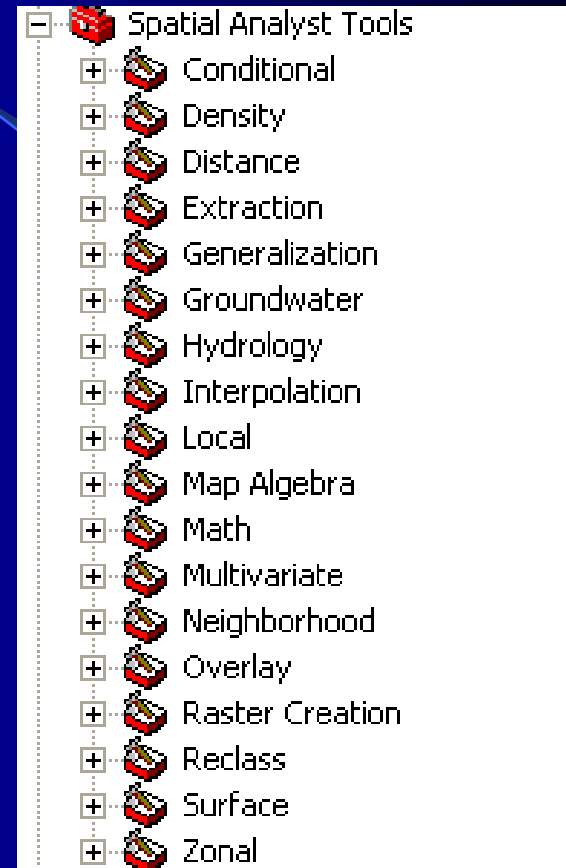 Spatial Analyst Tools
Conditional
Density
Distance
Extraction
Generalization
Groundwater
Hydrology
Interpolation
Local
Map Algebra
Math
Multivariate
Neighborhood
Overlay
Raster Creation
Reclass
Surface
Zonal